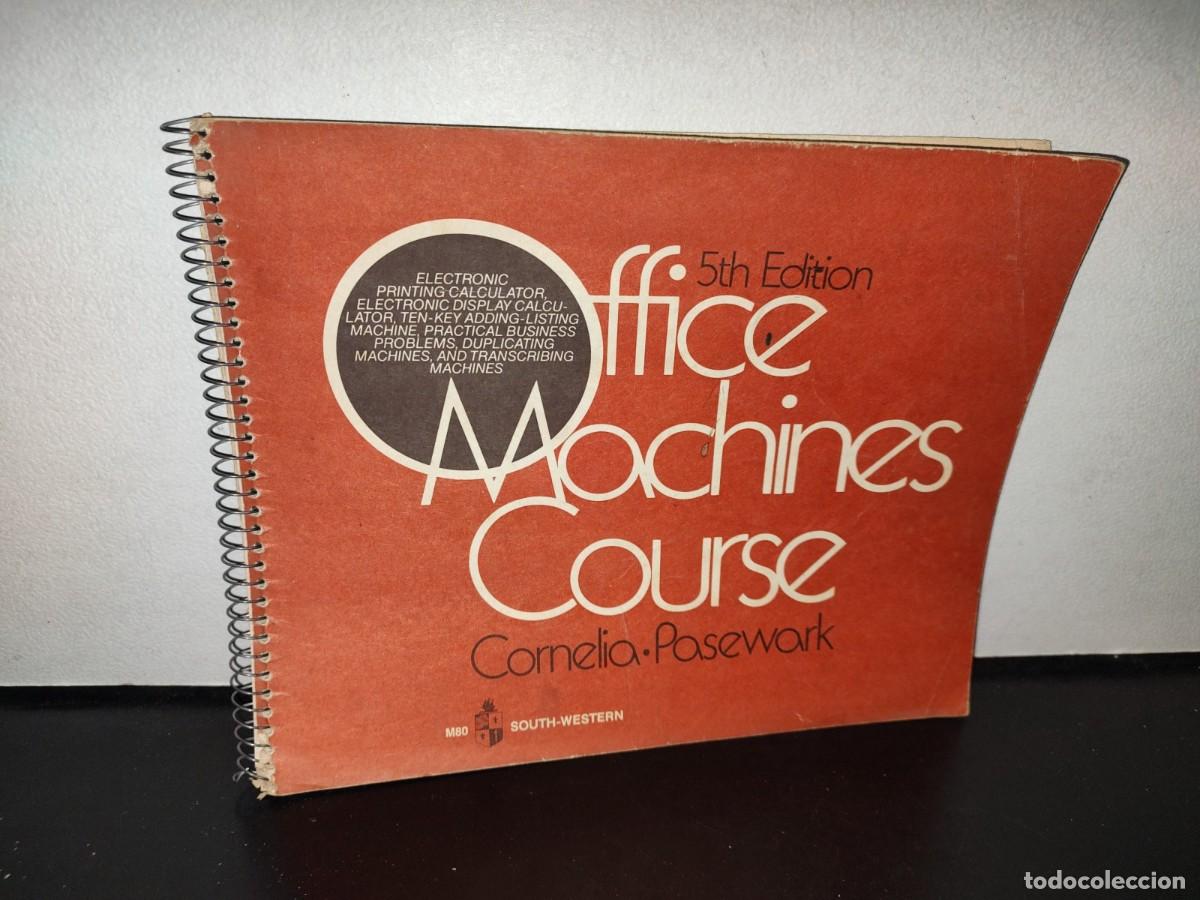 5th Edition
Office
Machines
Course
ELECTRONIC
PRINTING CALCULATOR,
ELECTRONIC DISPLAY CALCU-
LATOR, TEN-KEY ADDING-LISTING
MACHINE, PRACTICAL BUSINESS
PROBLEMS, DUPLICATING
MACHINES, AND TRANSCRIBING
MACHINES
Cornelia • Pasewark
M80 SOUTH-WESTERN
todocoleccion